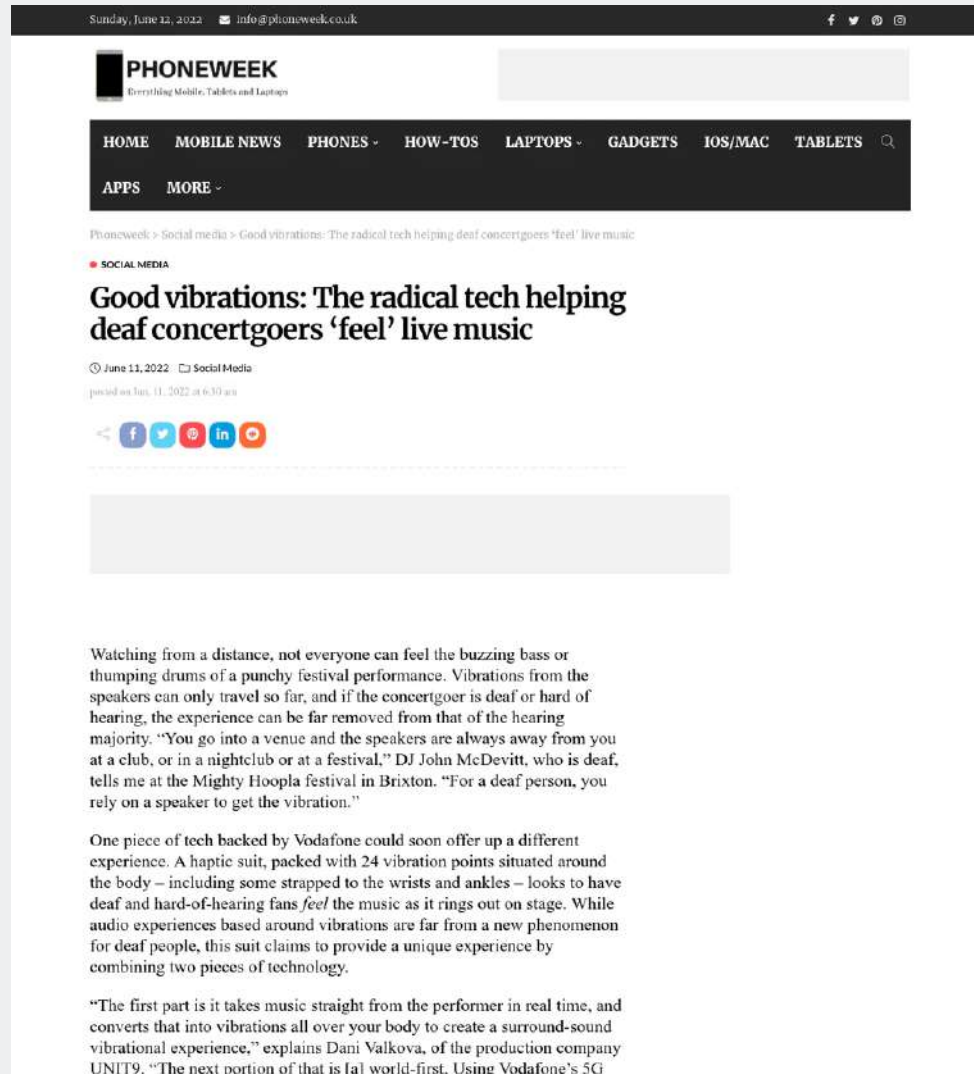 Sunday, June 12, 2022 info@phoneweek.co.uk
PHONEWEEK
Everything Mobile, Tablets and Laptops
HOME MOBILE NEWS PHONES HOW-TOS LAPTOPS GADGETS IOS/MAC TABLETS
APPS MORE
Phoneweek > Social media > Good vibrations: The radical tech helping deaf concertgoers ‘feel’ live music
SOCIAL MEDIA
Good vibrations: The radical tech helping
deaf concertgoers ‘feel’ live music
June 11, 2022 Social Media
posted on Jun. 11, 2022 at 6:30 am
Watching from a distance, not everyone can feel the buzzing bass or
thumping drums of a punchy festival performance. Vibrations from the
speakers can only travel so far, and if the concertgoer is deaf or hard of
hearing, the experience can be far removed from that of the hearing
majority. “You go into a venue and the speakers are always away from you
at a club, or in a nightclub or at a festival,” DJ John McDevitt, who is deaf,
tells me at the Mighty Hoopla festival in Brixton. “For a deaf person, you
rely on a speaker to get the vibration.”
One piece of tech backed by Vodafone could soon offer up a different
experience. A haptic suit, packed with 24 vibration points situated around
the body – including some strapped to the wrists and ankles – looks to have
deaf and hard-of-hearing fans feel the music as it rings out on stage. While
audio experiences based around vibrations are far from a new phenomenon
for deaf people, this suit claims to provide a unique experience by
combining two pieces of technology.
“The first part is it takes music straight from the performer in real time, and
converts that into vibrations all over your body to create a surround-sound
vibrational experience,” explains Dani Valkova, of the production company
UNIT9. “The next portion of that is [a] world-first. Using Vodafone’s 5G